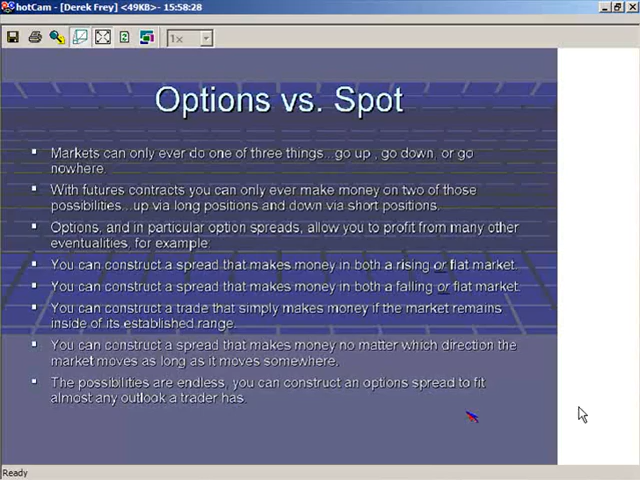 hotCam - [Derek Frey] <49KB>- 15:58:28
1x
Options vs. Spot
Markets can only ever do one of three things...go up , go down, or go
nowhere.
With futures contracts you can only ever make money on two of those
possibilities...up via long positions and down via short positions.
Options, and in particular option spreads, allow you to profit from many other
eventualities, for example:
You can construct a spread that makes money in both a rising or flat market.
You can construct a spread that makes money in both a falling or flat market.
You can construct a trade that simply makes money if the market remains
inside of its established range.
You can construct a spread that makes money no matter which direction the
market moves as long as it moves somewhere.
The possibilities are endless, you can construct an options spread to fit
almost any outlook a trader has.
Ready